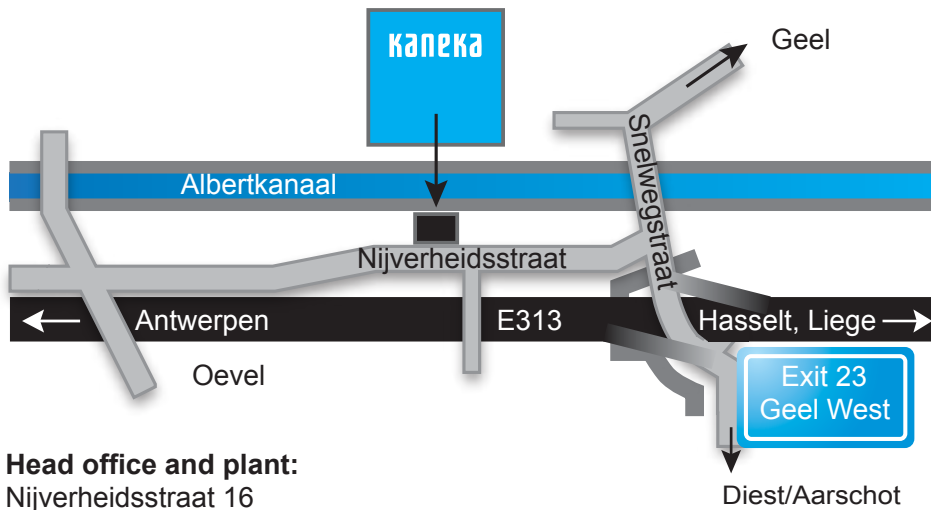 kaneka
Geel
Snelwegstraat
Albertkanaal
Nijverheidsstraat
Antwerpen
E313
Hasselt, Liege
Oevel
Exit 23
Geel West
Head office and plant:
Nijverheidsstraat 16
Diest/Aarschot